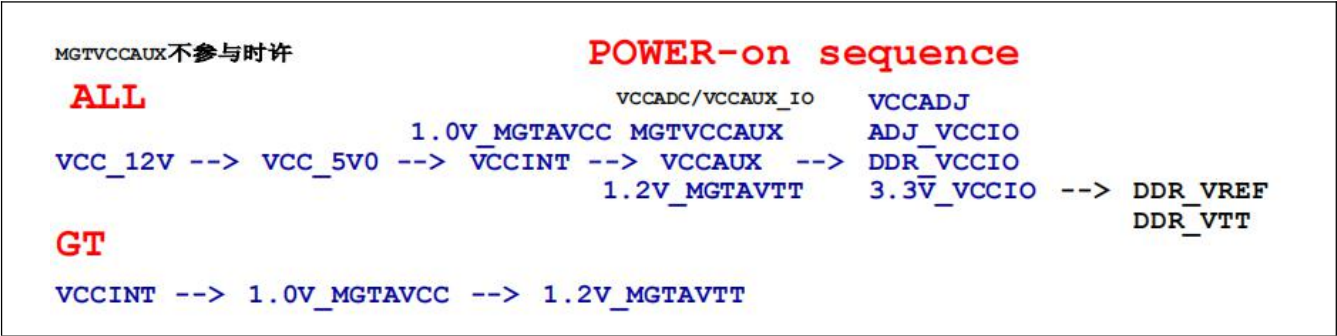 MGTVCCAUX不参与时许
POWER-on sequence
ALL
VCCADC/VCCAUX_IO VCCADJ
1.0V_MGTAVCC MGTVCCAUX ADJ_VCCIO
VCC_12V --> VCC_5V0 --> VCCINT --> VCCAUX --> DDR_VCCIO
1.2V_MGTAVTT 3.3V_VCCIO --> DDR_VREF
DDR_VTT
GT
VCCINT --> 1.0V_MGTAVCC --> 1.2V_MGTAVTT